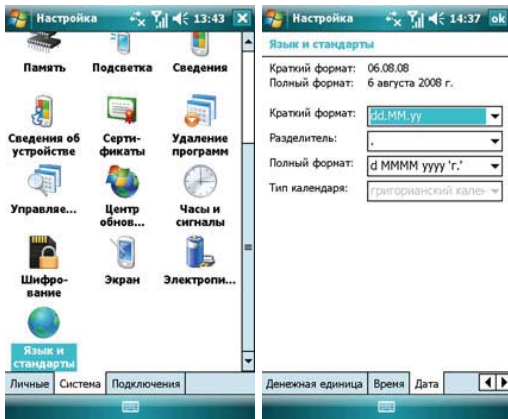 Настройка 13:43
Память Подсветка Сведения
Сведения об устройстве
Серти-фикаты
Удаление программ
Управляе...
Центр обнов...
Часы и сигналы
Шифро-вание
Экран
Электропи...
Язык и стандарты
Личные Система Подключения
Настройка 14:37 ok
Язык и стандарты
Краткий формат: 06.08.08
Полный формат: 6 августа 2008 г.
Краткий формат: dd.MM.yy
Разделитель: .
Полный формат: d MMMM yyyy 'г.'
Тип календаря: григорианский кален
Денежная единица Время Дата